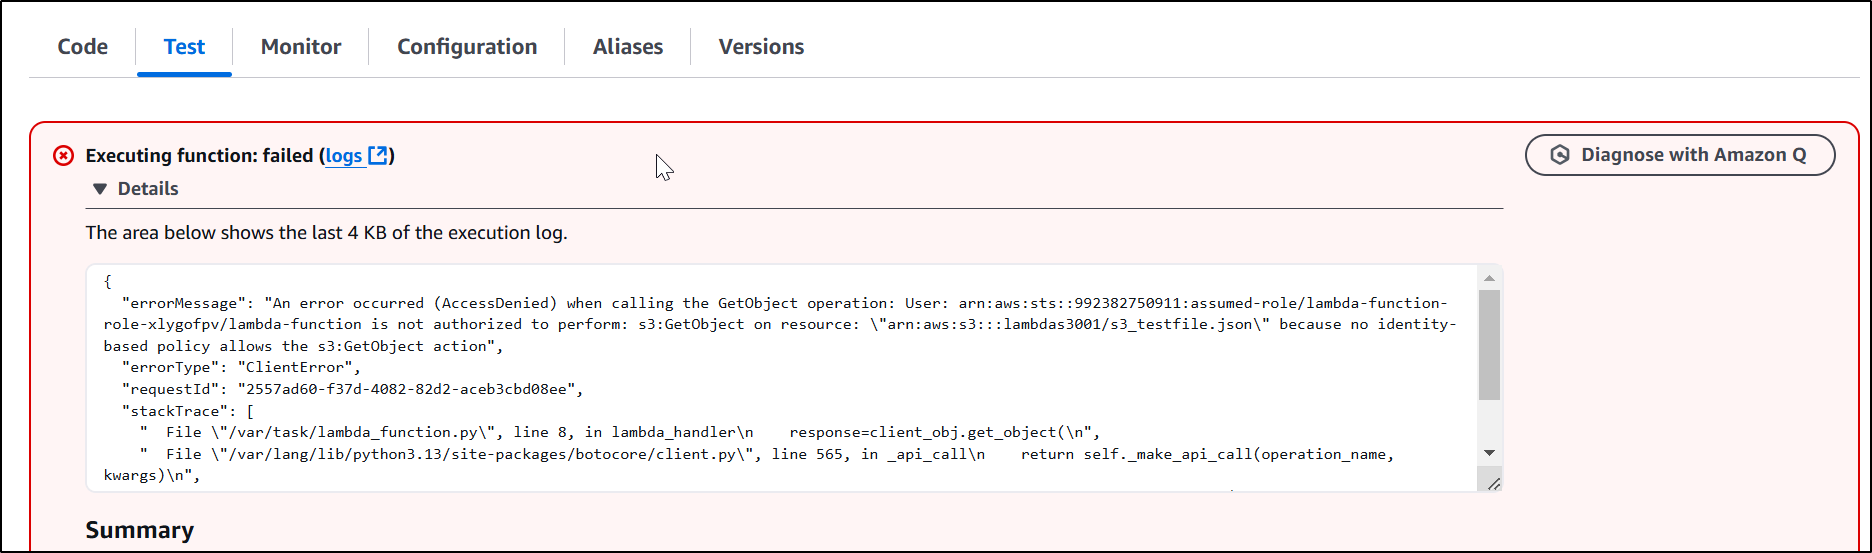 Code
Test
Monitor
Configuration
Aliases
Versions
Executing function: failed (logs)
Diagnose with Amazon Q
Details
The area below shows the last 4 KB of the execution log.
{
"errorMessage": "An error occurred (AccessDenied) when calling the GetObject operation: User: arn:aws:sts::992382750911:assumed-role/lambda-function-
role-xlygofpv/lambda-function is not authorized to perform: s3:GetObject on resource: \"arn:aws:s3:::lambdas3001/s3_testfile.json\" because no identity-
based policy allows the s3:GetObject action",
"errorType": "ClientError",
"requestId": "2557ad60-f37d-4082-82d2-aceb3cbd08ee",
"stackTrace": [
"  File \"/var/task/lambda_function.py\", line 8, in lambda_handler\n    response=client_obj.get_object(\n",
"  File \"/var/lang/lib/python3.13/site-packages/botocore/client.py\", line 565, in _api_call\n    return self._make_api_call(operation_name,
kwargs)\n",
Summary